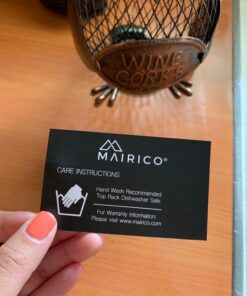 WINE
CORKS
MAIRICO®
CARE INSTRUCTIONS
Hand Wash Recommended
Top Rack Dishwasher Safe
For Warranty Information:
Please visit www.mairico.com